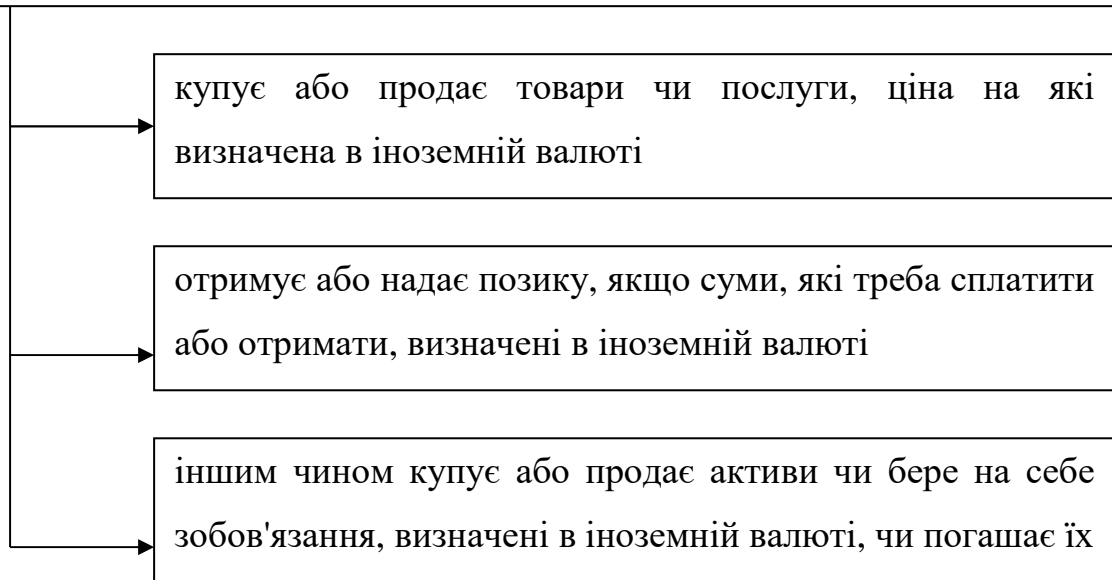 купує або продає товари чи послуги, ціна на які
визначена в іноземній валюті
отримує або надає позику, якщо суми, які треба сплатити
або отримати, визначені в іноземній валюті
іншим чином купує або продає активи чи бере на себе
зобов'язання, визначені в іноземній валюті, чи погашає їх